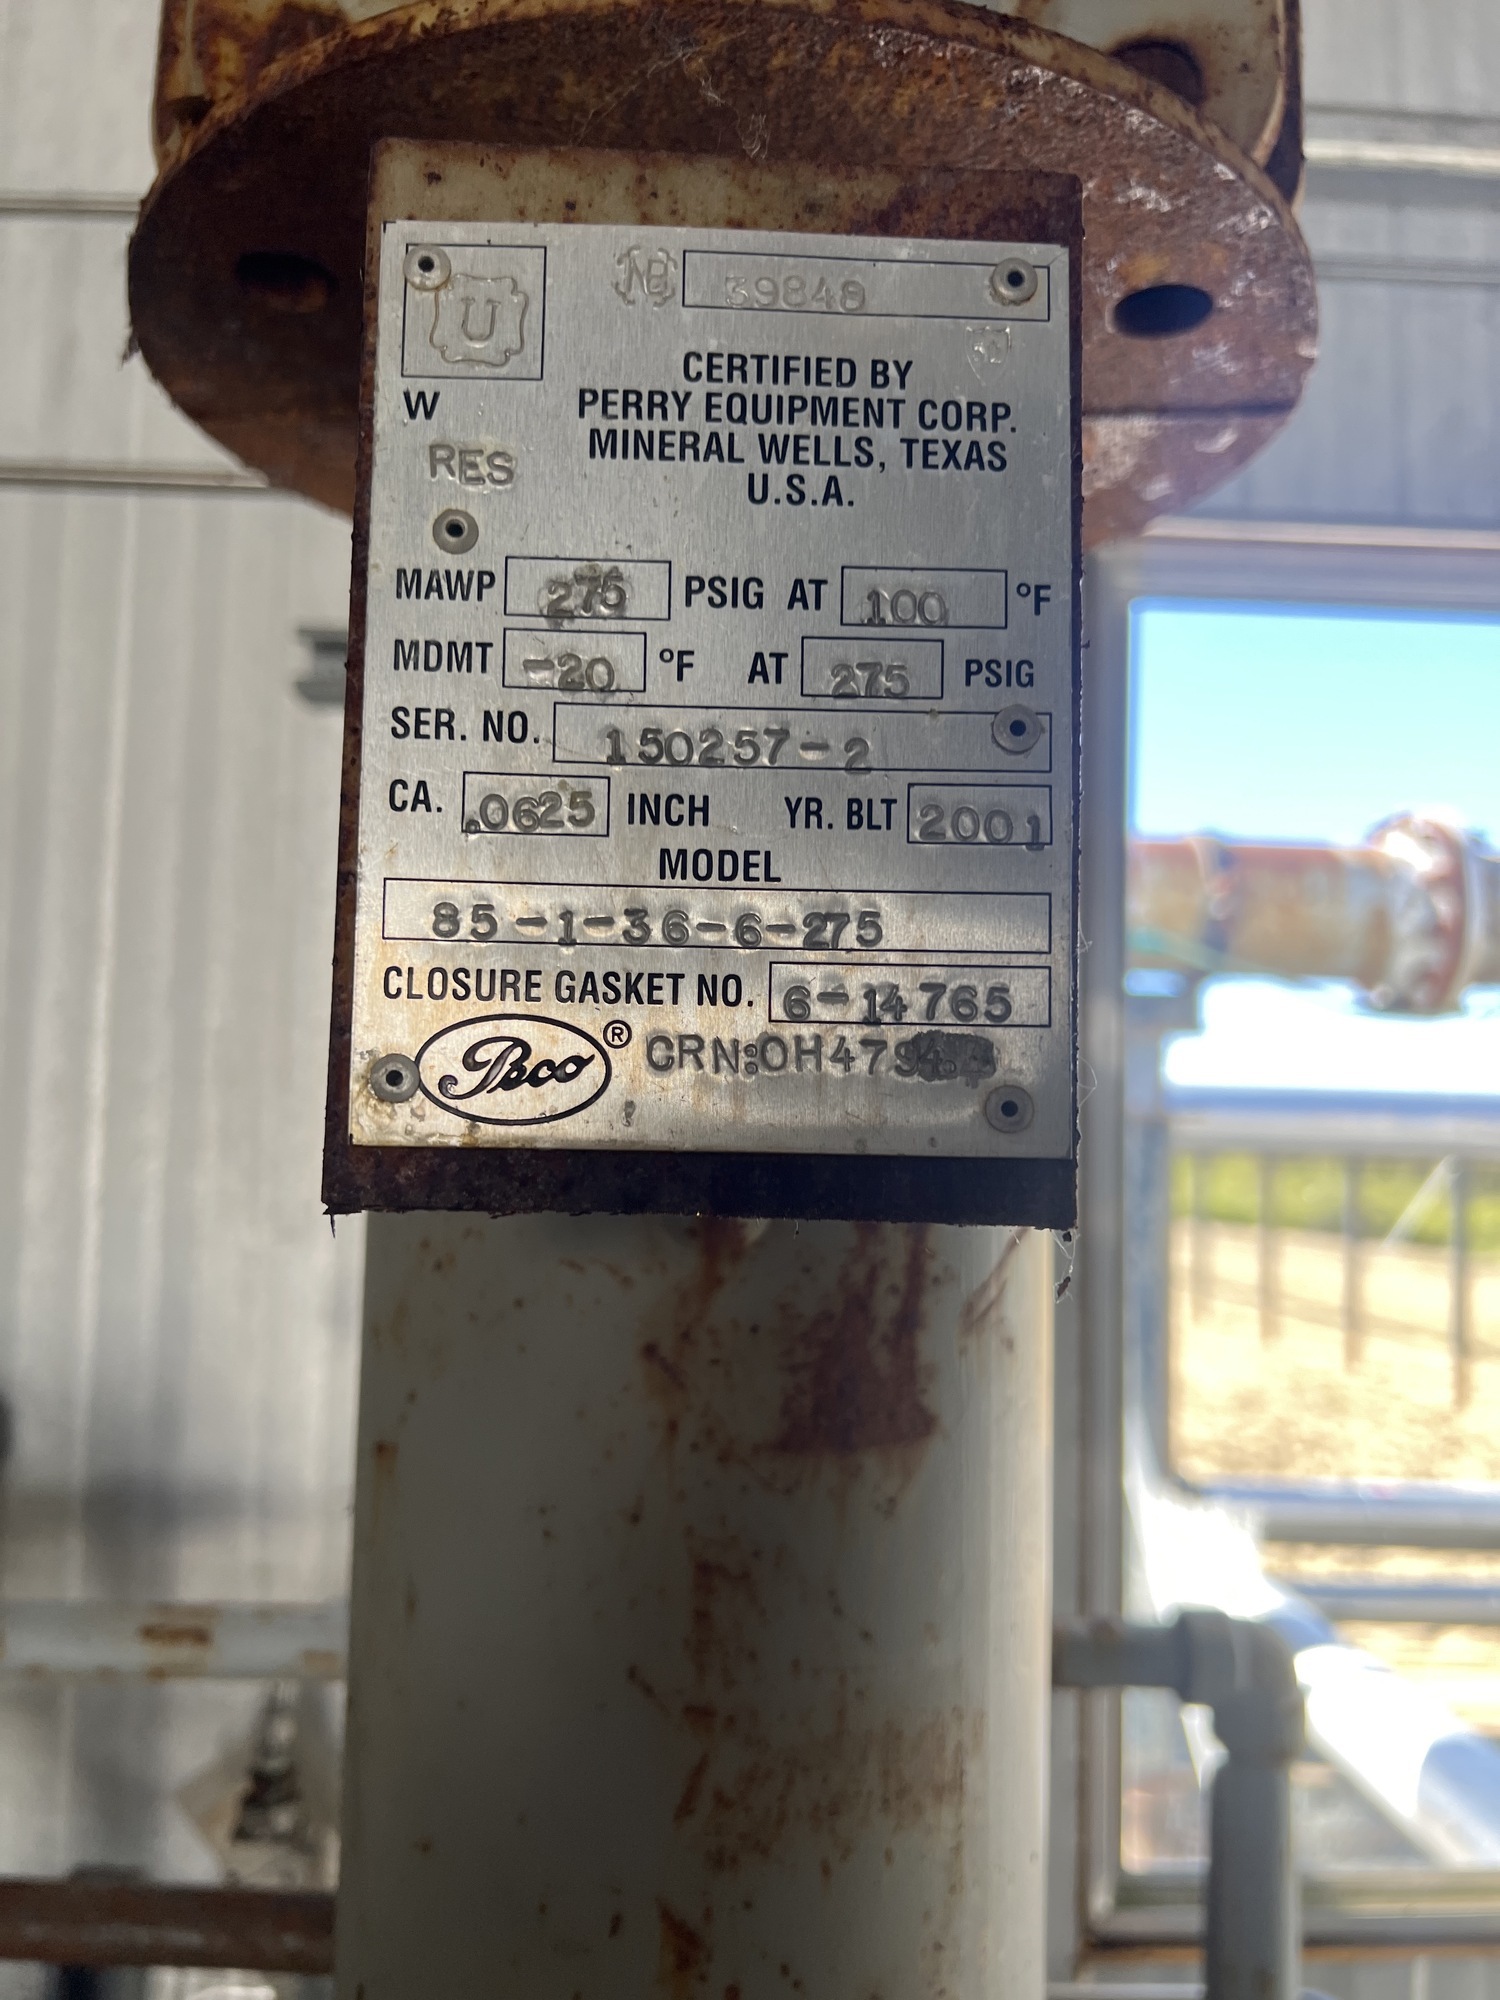 U
NB 39848
CERTIFIED BY
W PERRY EQUIPMENT CORP.
RES MINERAL WELLS, TEXAS
U.S.A.
MAWP 275 PSIG AT 100 °F
MDMT -20 °F AT 275 PSIG
SER. NO. 150257-2
CA. .0625 INCH YR. BLT 2001
MODEL
85-1-36-6-275
CLOSURE GASKET NO. 6-14765
Peco ®